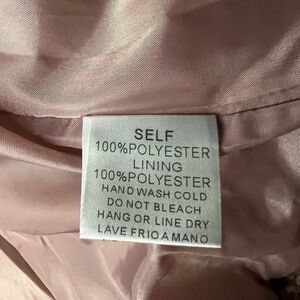 SELF
100%POLYESTER
LINING
100%POLYESTER
HAND WASH COLD
DO NOT BLEACH
HANG OR LINE DRY
LAVE FRIO A MANO